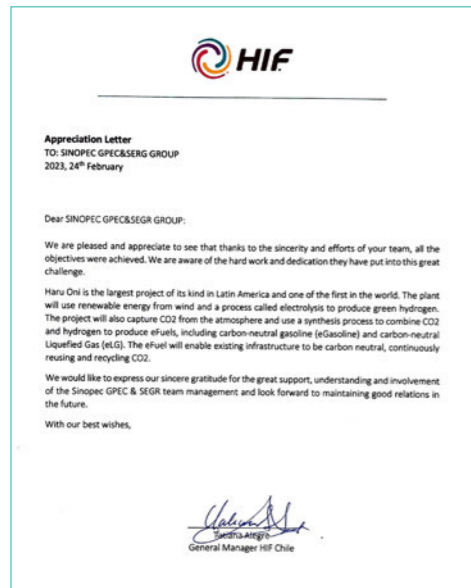 HIF
Appreciation Letter
TO: SINOPEC GPEC&SERG GROUP
2023, 24th February
Dear SINOPEC GPEC&SEGR GROUP:
We are pleased and appreciate to see that thanks to the sincerity and efforts of your team, all the
objectives were achieved. We are aware of the hard work and dedication they have put into this great
challenge.
Haru Oni is the largest project of its kind in Latin America and one of the first in the world. The plant
will use renewable energy from wind and a process called electrolysis to produce green hydrogen.
The project will also capture CO2 from the atmosphere and use a synthesis process to combine CO2
and hydrogen to produce eFuels, including carbon-neutral gasoline (eGasoline) and carbon-neutral
Liquefied Gas (eLG). The eFuel will enable existing infrastructure to be carbon neutral, continuously
reusing and recycling CO2.
We would like to express our sincere gratitude for the great support, understanding and involvement
of the Sinopec GPEC & SEGR team management and look forward to maintaining good relations in
the future.
With our best wishes,
Tatiana Alegre
General Manager HIF Chile